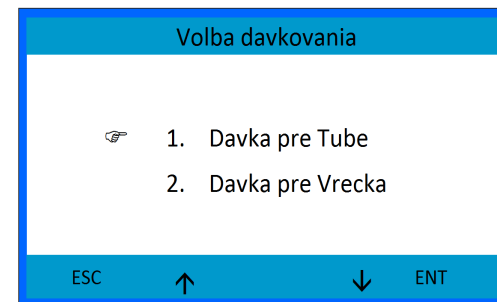 Volba davkovania
☞ 1. Davka pre Tube
2. Davka pre Vrecka
ESC ↑ ↓ ENT